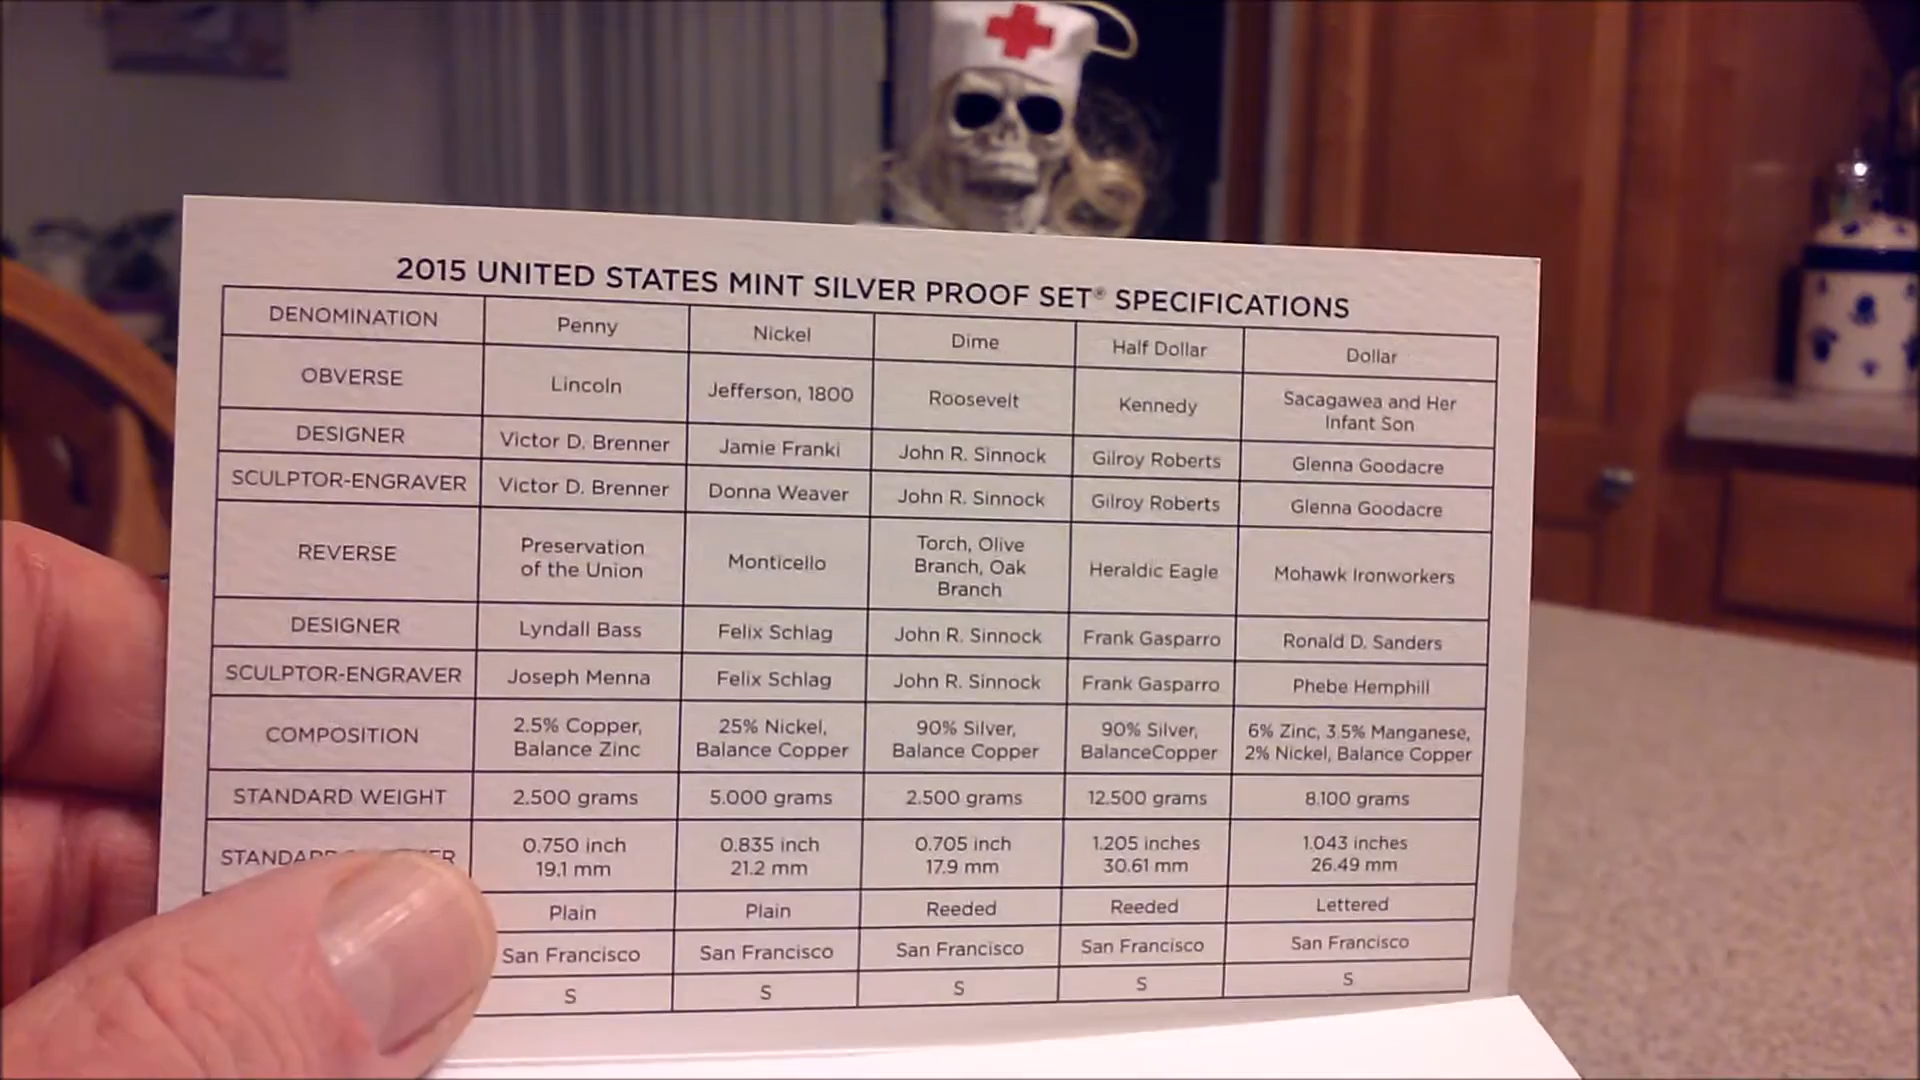 2015 UNITED STATES MINT SILVER PROOF SET® SPECIFICATIONS
DENOMINATION Penny Nickel Dime Half Dollar Dollar
OBVERSE Lincoln Jefferson, 1800 Roosevelt Kennedy Sacagawea and Her
Infant Son
DESIGNER Victor D. Brenner Jamie Franki John R. Sinnock Gilroy Roberts Glenna Goodacre
SCULPTOR-ENGRAVER Victor D. Brenner Donna Weaver John R. Sinnock Gilroy Roberts Glenna Goodacre
REVERSE Preservation
of the Union Monticello Torch, Olive
Branch, Oak
Branch Heraldic Eagle Mohawk Ironworkers
DESIGNER Lyndall Bass Felix Schlag John R. Sinnock Frank Gasparro Ronald D. Sanders
SCULPTOR-ENGRAVER Joseph Menna Felix Schlag John R. Sinnock Frank Gasparro Phebe Hemphill
COMPOSITION 2.5% Copper,
Balance Zinc 25% Nickel,
Balance Copper 90% Silver,
Balance Copper 90% Silver,
BalanceCopper 6% Zinc, 3.5% Manganese,
2% Nickel, Balance Copper
STANDARD WEIGHT 2.500 grams 5.000 grams 2.500 grams 12.500 grams 8.100 grams
STANDARD 0.750 inch
19.1 mm 0.835 inch
21.2 mm 0.705 inch
17.9 mm 1.205 inches
30.61 mm 1.043 inches
26.49 mm
Plain Plain Reeded Reeded Lettered
San Francisco San Francisco San Francisco San Francisco San Francisco
S S S S S